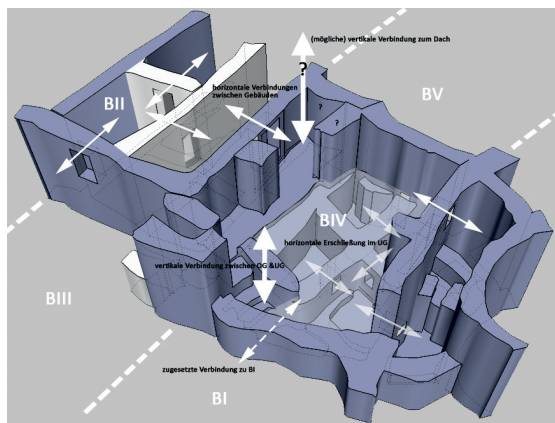 (mögliche) vertikale Verbindung zum Dach
?
BV
BII
horizontale Verbindungen
zwischen Gebäuden
?
?
BIV
horizontale Erschließung im UG
vertikale Verbindung zwischen OG &UG
BIII
zugesetzte Verbindung zu BI
BI